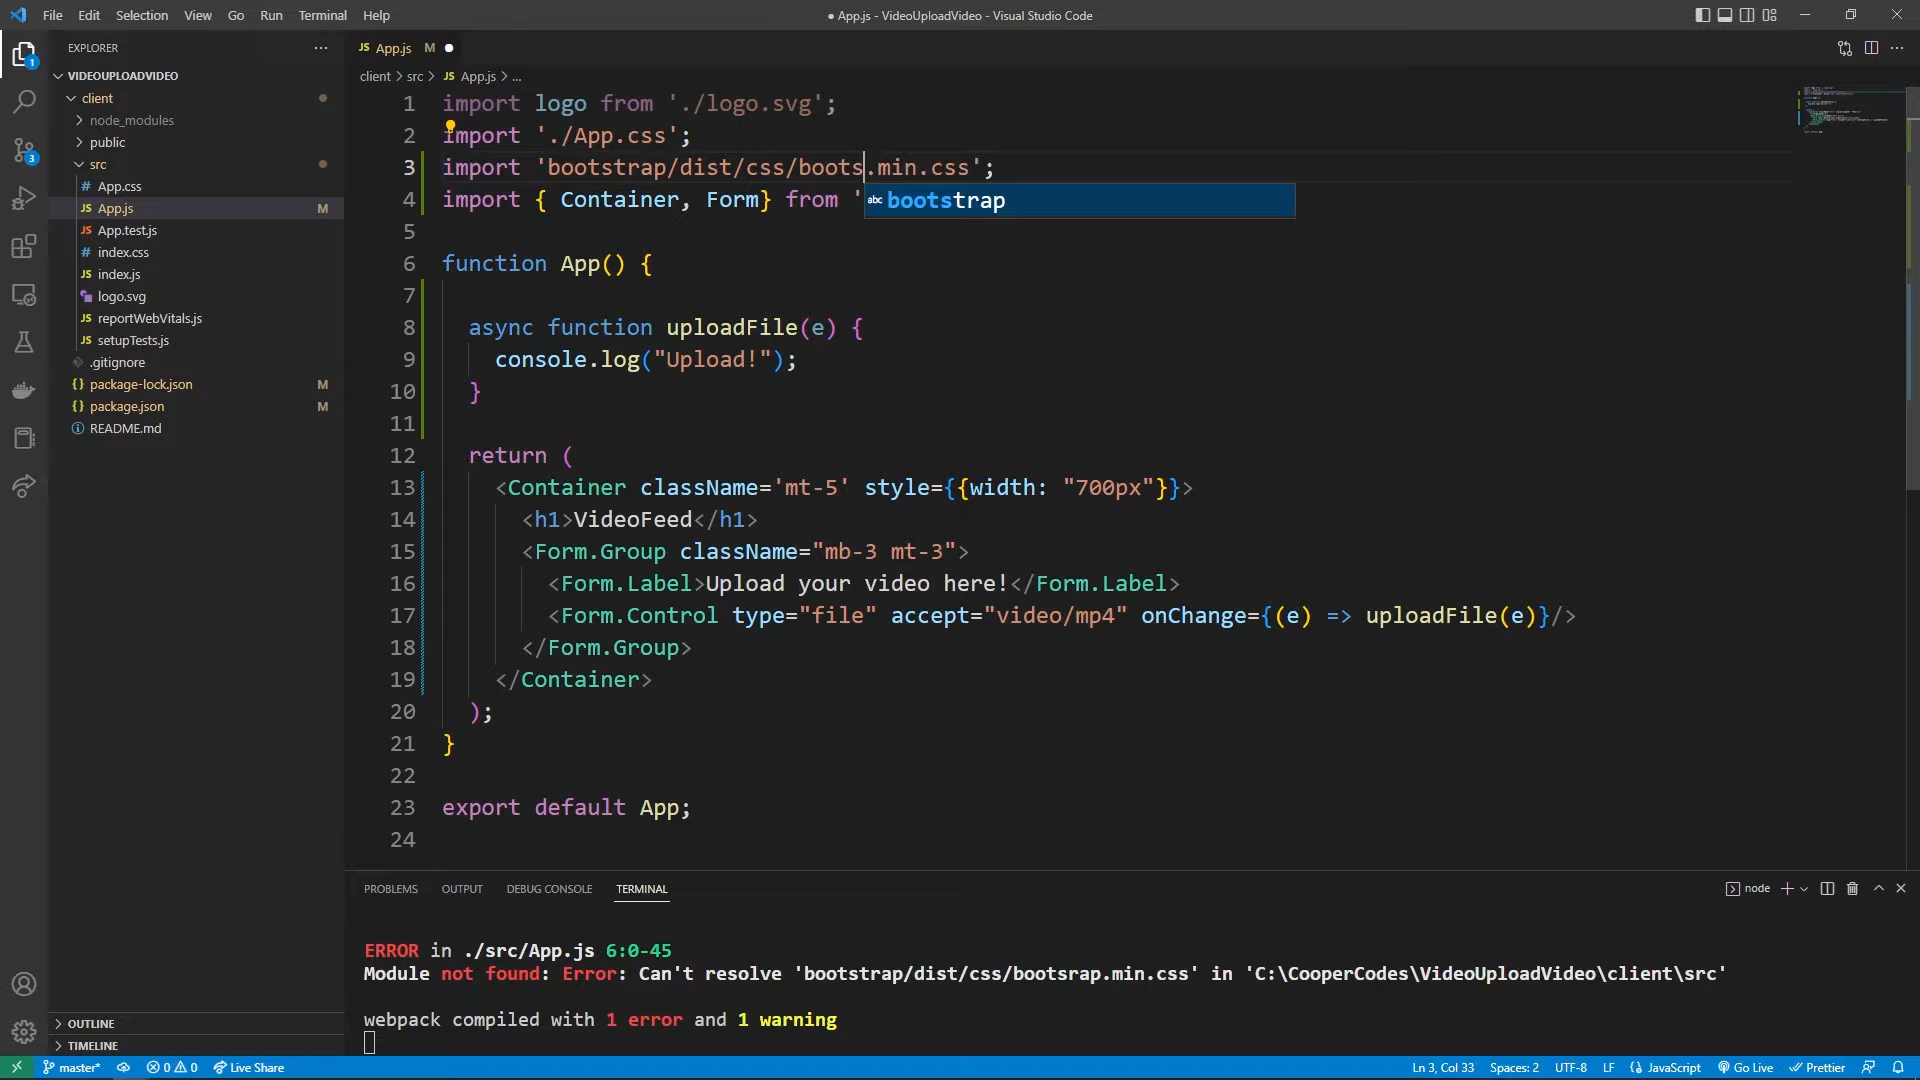 File Edit Selection View Go Run Terminal Help
● App.js - VideoUploadVideo - Visual Studio Code
EXPLORER
VIDEOUPLOADVIDEO
client
node_modules
public
src
# App.css
JS App.js M
JS App.test.js
# index.css
JS index.js
logo.svg
JS reportWebVitals.js
JS setupTests.js
.gitignore
{} package-lock.json M
{} package.json M
README.md
OUTLINE
TIMELINE
1
3
JS App.js M
client > src > JS App.js > ...
1 import logo from './logo.svg';
2 import './App.css';
3 import 'bootstrap/dist/css/boots.min.css';
4 import { Container, Form} from '
abc bootstrap
5
6 function App() {
7
8 async function uploadFile(e) {
9 console.log("Upload!");
10 }
11
12 return (
13 <Container className='mt-5' style={{width: "700px"}}>
14 <h1>VideoFeed</h1>
15 <Form.Group className="mb-3 mt-3">
16 <Form.Label>Upload your video here!</Form.Label>
17 <Form.Control type="file" accept="video/mp4" onChange={(e) => uploadFile(e)}/>
18 </Form.Group>
19 </Container>
20 );
21 }
22
23 export default App;
24
PROBLEMS OUTPUT DEBUG CONSOLE TERMINAL
node
ERROR in ./src/App.js 6:0-45
Module not found: Error: Can't resolve 'bootstrap/dist/css/bootsrap.min.css' in 'C:\CooperCodes\VideoUploadVideo\client\src'
webpack compiled with 1 error and 1 warning
master* 0 0 Live Share
Ln 3, Col 33 Spaces: 2 UTF-8 LF {} JavaScript Go Live Prettier